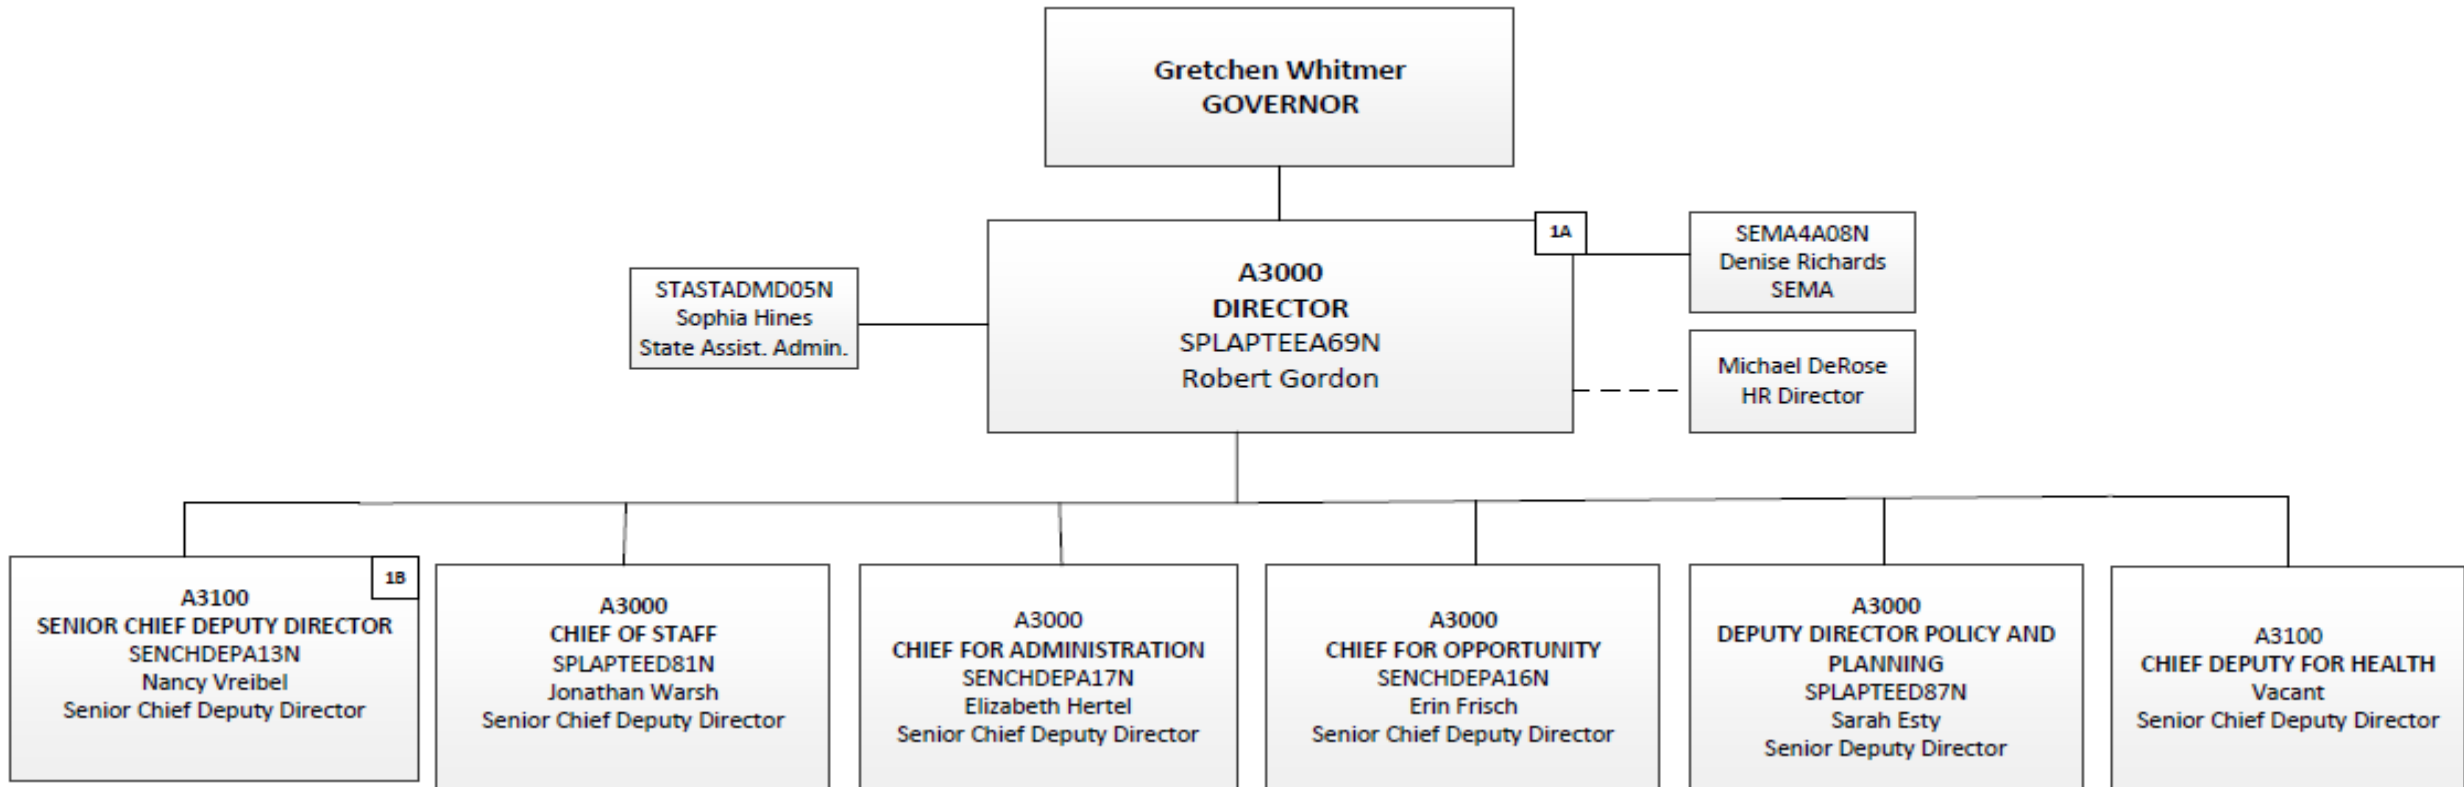 Gretchen Whitmer
GOVERNOR
1A
A3000
DIRECTOR
SPLAPTEEA69N
Robert Gordon
STASTADMD05N
Sophia Hines
State Assist. Admin.
SEMA4A08N
Denise Richards
SEMA
Michael DeRose
HR Director
1B
A3100
SENIOR CHIEF DEPUTY DIRECTOR
SENCHDEPA13N
Nancy Vreibel
Senior Chief Deputy Director
A3000
CHIEF OF STAFF
SPLAPTEED81N
Jonathan Warsh
Senior Chief Deputy Director
A3000
CHIEF FOR ADMINISTRATION
SENCHDEPA17N
Elizabeth Hertel
Senior Chief Deputy Director
A3000
CHIEF FOR OPPORTUNITY
SENCHDEPA16N
Erin Frisch
Senior Chief Deputy Director
A3000
DEPUTY DIRECTOR POLICY AND
PLANNING
SPLAPTEED87N
Sarah Esty
Senior Deputy Director
A3100
CHIEF DEPUTY FOR HEALTH
Vacant
Senior Chief Deputy Director